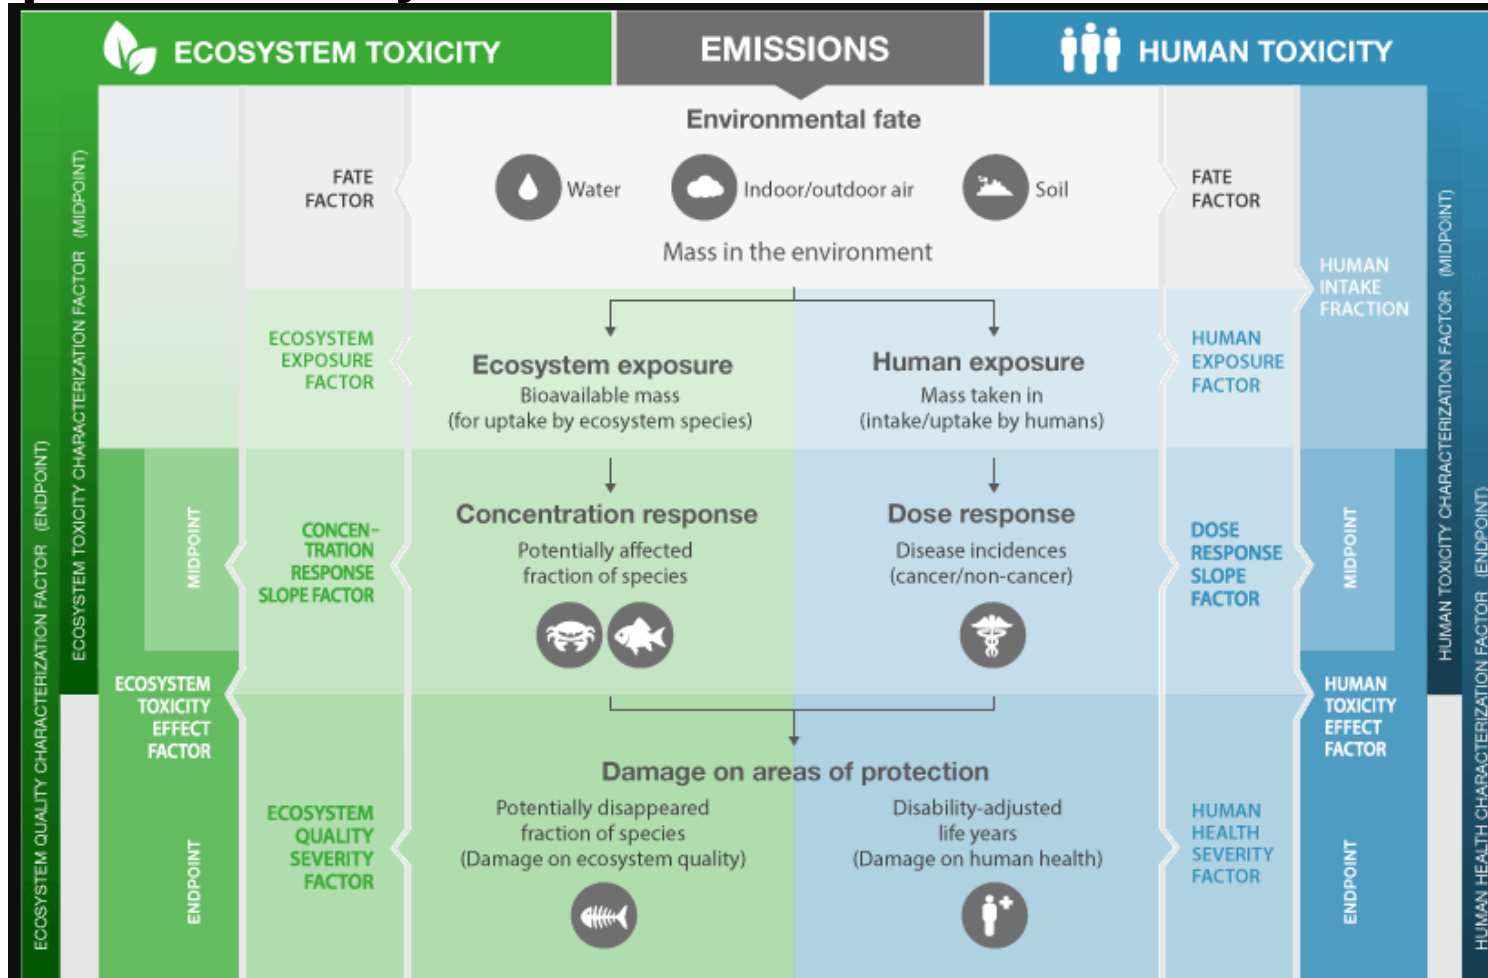 ECOSYSTEM TOXICITY
EMISSIONS
HUMAN TOXICITY
Environmental fate
FATE
FACTOR
Water
Indoor/outdoor air
Soil
FATE
FACTOR
Mass in the environment
HUMAN
INTAKE
FRACTION
ECOSYSTEM
EXPOSURE
FACTOR
Ecosystem exposure
Bioavailable mass
(for uptake by ecosystem species)
Human exposure
Mass taken in
(intake/uptake by humans)
HUMAN
EXPOSURE
FACTOR
MIDPOINT
CONCEN–
TRATION
RESPONSE
SLOPE FACTOR
Concentration response
Potentially affected
fraction of species
Dose response
Disease incidences
(cancer/non-cancer)
DOSE
RESPONSE
SLOPE
FACTOR
MIDPOINT
ECOSYSTEM
TOXICITY
EFFECT
FACTOR
HUMAN
TOXICITY
EFFECT
FACTOR
Damage on areas of protection
ECOSYSTEM
QUALITY
SEVERITY
FACTOR
Potentially disappeared
fraction of species
(Damage on ecosystem quality)
Disability-adjusted
life years
(Damage on human health)
HUMAN
HEALTH
SEVERITY
FACTOR
ENDPOINT
ENDPOINT
ECOSYSTEM QUALITY CHARACTERIZATION FACTOR (ENDPOINT)
ECOSYSTEM TOXICITY CHARACTERIZATION FACTOR (MIDPOINT)
HUMAN TOXICITY CHARACTERIZATION FACTOR (MIDPOINT)
HUMAN HEALTH CHARACTERIZATION FACTOR (ENDPOINT)